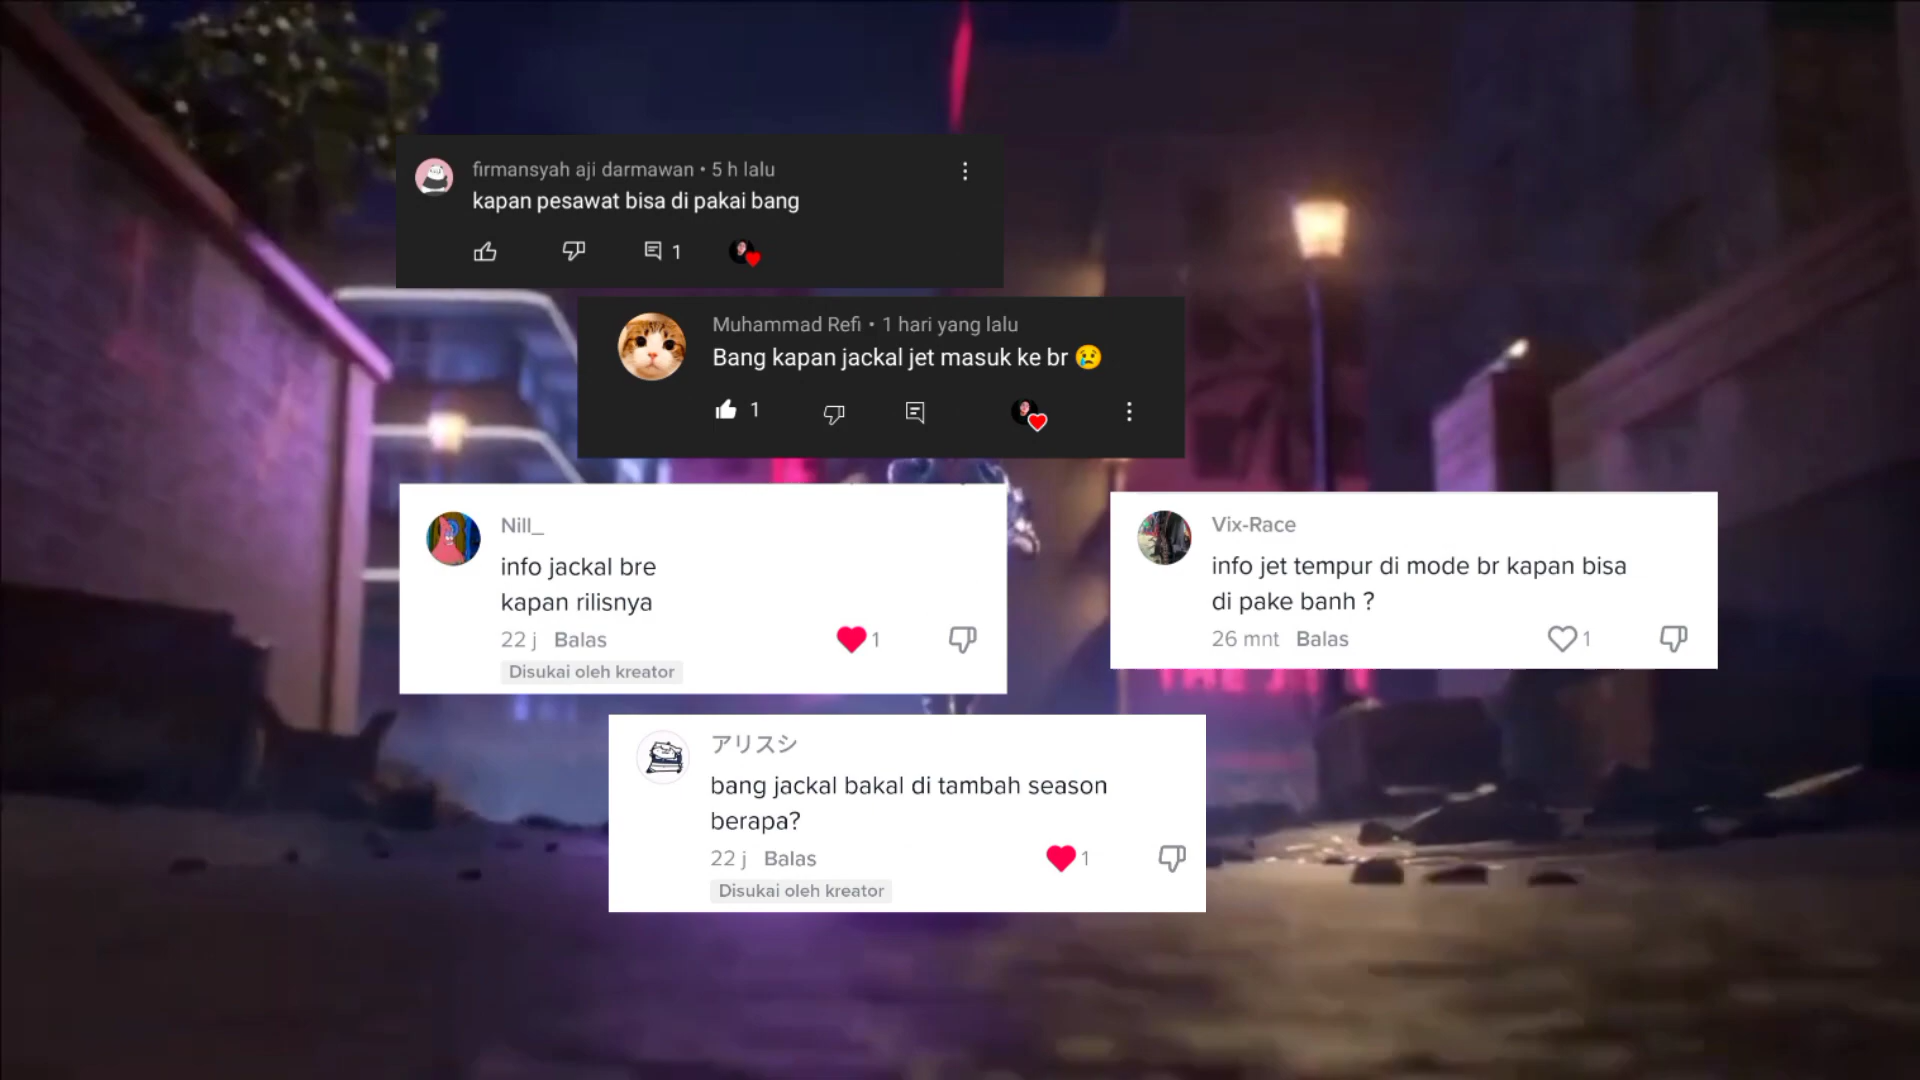 firmansyah aji darmawan • 5 h lalu
kapan pesawat bisa di pakai bang
1
Muhammad Refi • 1 hari yang lalu
Bang kapan jackal jet masuk ke br 😢
1
Nill_
info jackal bre
kapan rilisnya
22 j Balas
1
Disukai oleh kreator
Vix-Race
info jet tempur di mode br kapan bisa
di pake banh ?
26 mnt Balas
1
アリスシ
bang jackal bakal di tambah season
berapa?
22 j Balas
1
Disukai oleh kreator